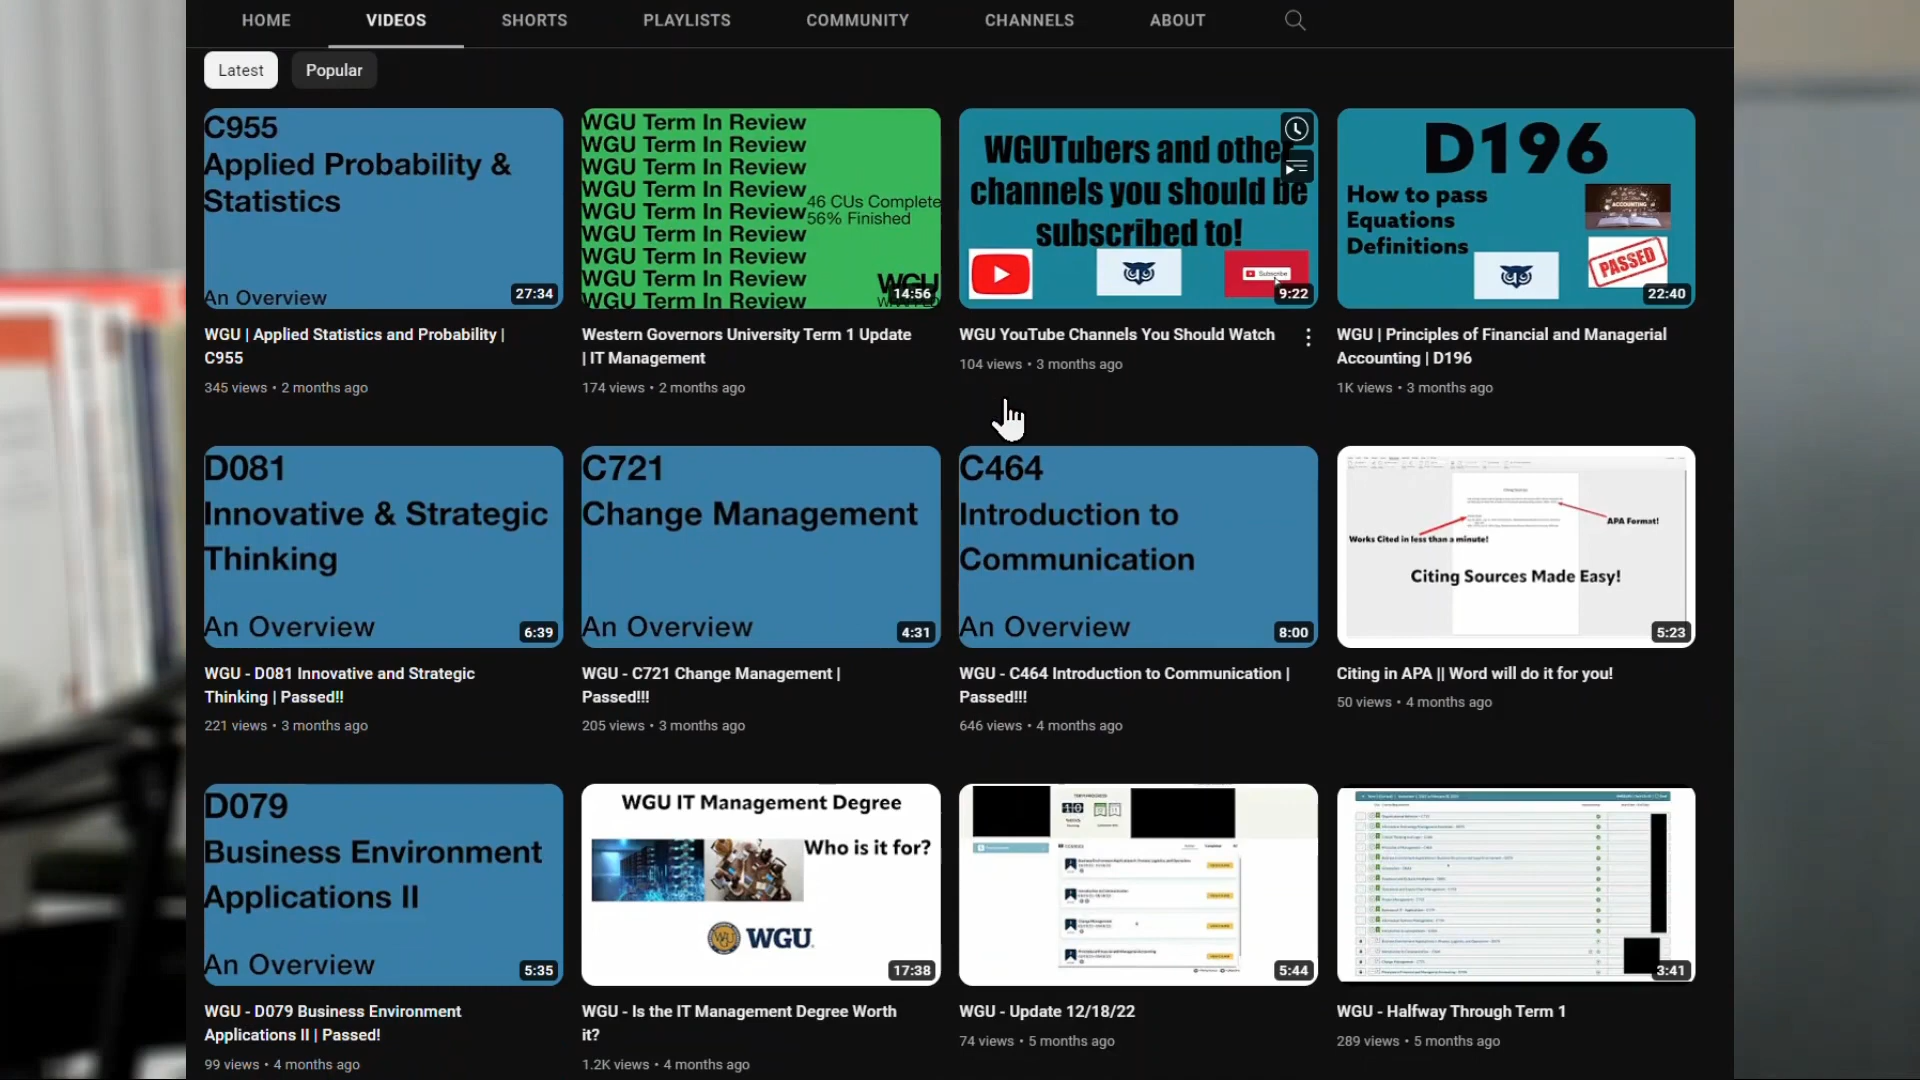 HOME
VIDEOS
SHORTS
PLAYLISTS
COMMUNITY
CHANNELS
ABOUT
Latest
Popular
C955
Applied Probability &
Statistics
An Overview
27:34
WGU | Applied Statistics and Probability |
C955
345 views • 2 months ago
WGU Term In Review
WGU Term In Review
WGU Term In Review
WGU Term In Review
WGU Term In Review
WGU Term In Review
WGU Term In Review
WGU Term In Review
WGU Term In Review
46 CUs Complete
56% Finished
WGU
14:56
Western Governors University Term 1 Update
| IT Management
174 views • 2 months ago
WGUTubers and other
channels you should be
subscribed to!
Subscribe
9:22
WGU YouTube Channels You Should Watch
104 views • 3 months ago
D196
How to pass
Equations
Definitions
ACCOUNTING
PASSED
22:40
WGU | Principles of Financial and Managerial
Accounting | D196
1K views • 3 months ago
D081
Innovative & Strategic
Thinking
An Overview
6:39
WGU - D081 Innovative and Strategic
Thinking | Passed!!
221 views • 3 months ago
C721
Change Management
An Overview
4:31
WGU - C721 Change Management |
Passed!!!
205 views • 3 months ago
C464
Introduction to
Communication
An Overview
8:00
WGU - C464 Introduction to Communication |
Passed!!!
646 views • 4 months ago
APA Format!
Works Cited in less than a minute!
Citing Sources Made Easy!
5:23
Citing in APA || Word will do it for you!
50 views • 4 months ago
D079
Business Environment
Applications II
An Overview
5:35
WGU - D079 Business Environment
Applications II | Passed!
99 views • 4 months ago
WGU IT Management Degree
Who is it for?
WGU
17:38
WGU - Is the IT Management Degree Worth
it?
1.2K views • 4 months ago
5:44
WGU - Update 12/18/22
74 views • 5 months ago
3:41
WGU - Halfway Through Term 1
289 views • 5 months ago